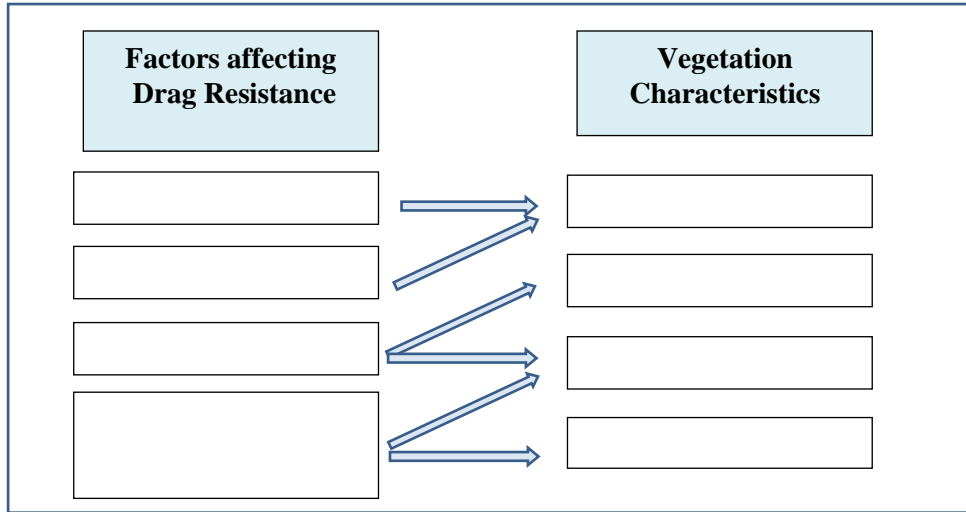 Factors affecting
Drag Resistance
Vegetation
Characteristics